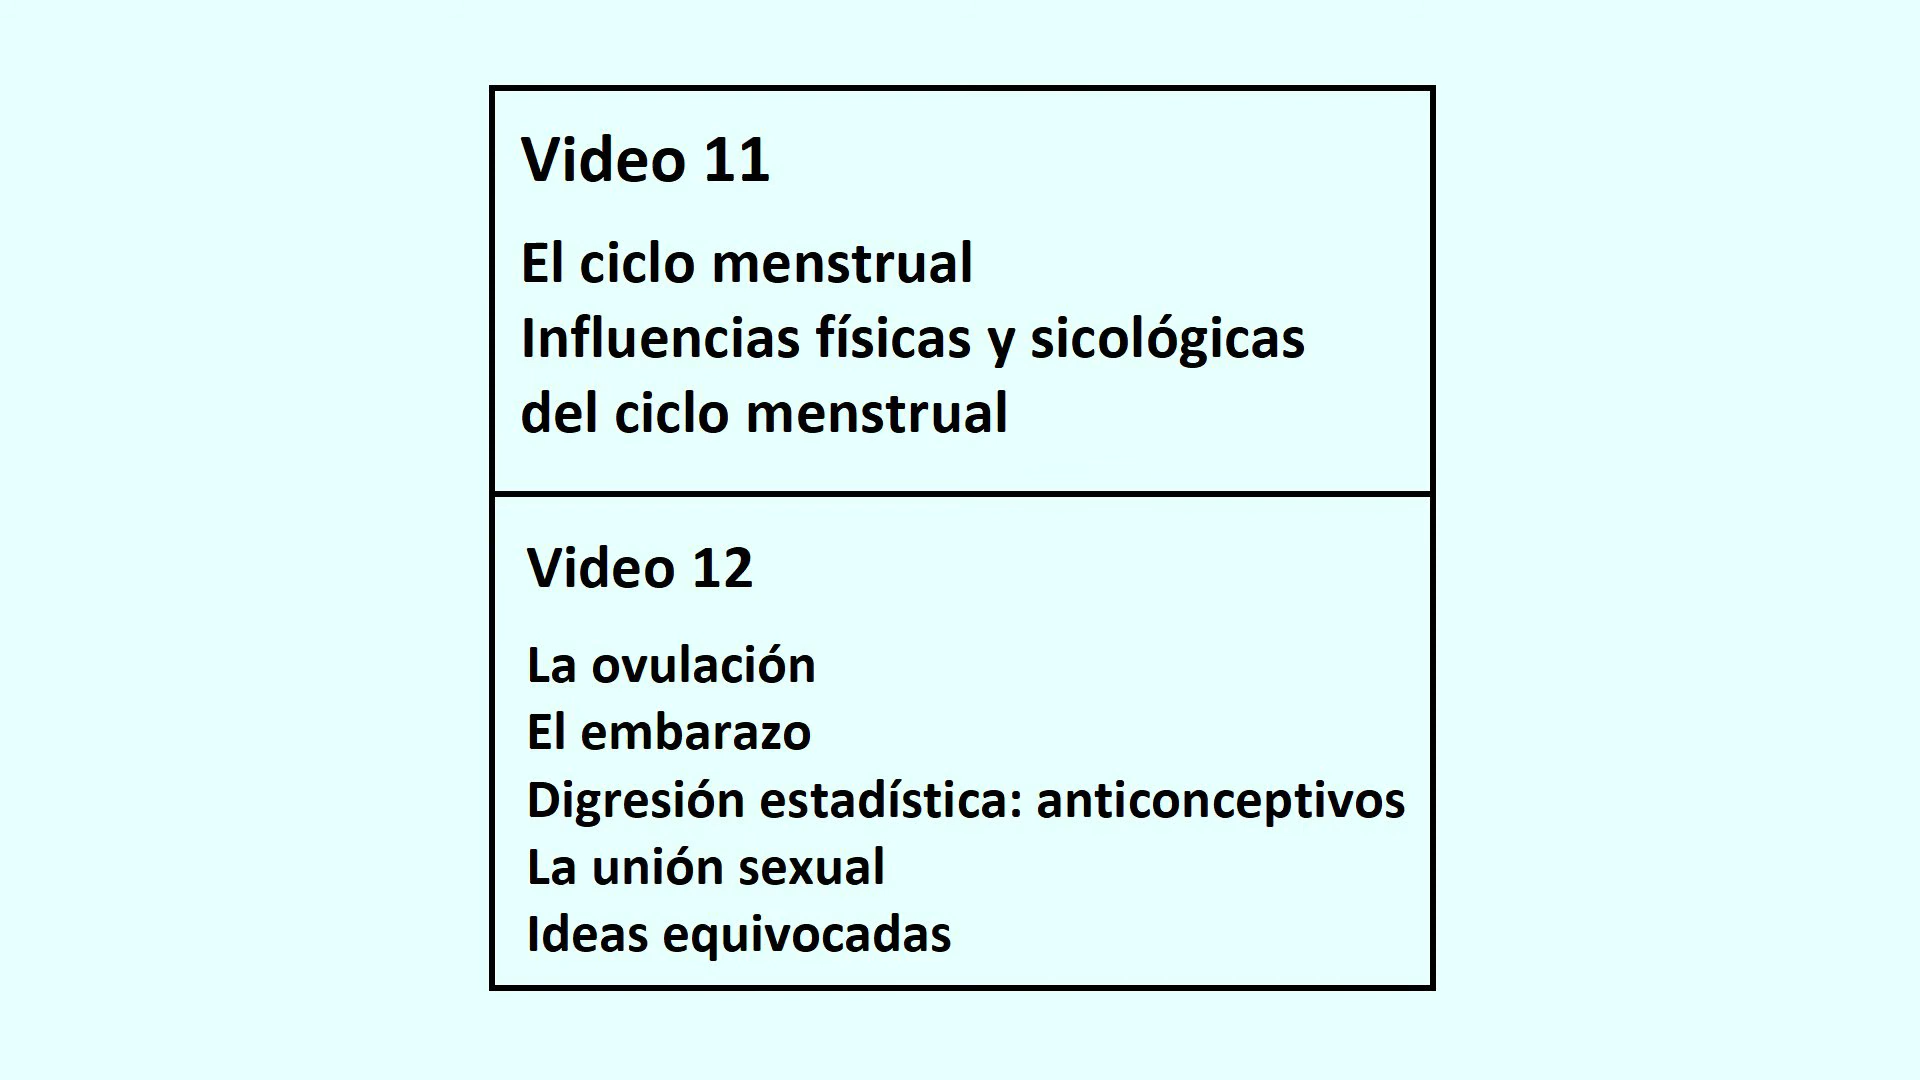 Video 11
El ciclo menstrual
Influencias físicas y sicológicas
del ciclo menstrual
Video 12
La ovulación
El embarazo
Digresión estadística: anticonceptivos
La unión sexual
Ideas equivocadas